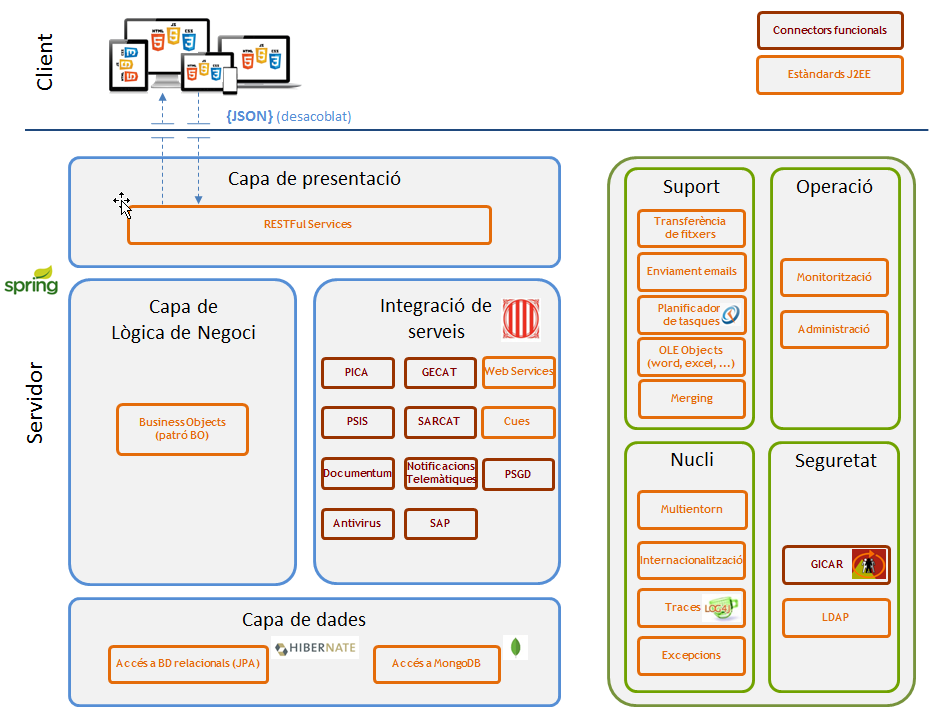 Client
HTML
JS
CSS
5
5
3
{JSON} (desacoblat)
Connectors funcionals
Estàndards J2EE
Servidor
spring
Capa de presentació
RESTFul Services
Capa de
Lògica de Negoci
Business Objects
(patró BO)
Integració de
serveis
PICA
GECAT
Web Services
PSIS
SARCAT
Cues
Documentum
Notificacions
Telemàtiques
PSGD
Antivirus
SAP
Capa de dades
Accés a BD relacionals (JPA)
HIBERNATE
Accés a MongoDB
Suport
Transferència
de fitxers
Enviament emails
Planificador
de tasques
OLE Objects
(word, excel, ...)
Merging
Operació
Monitorització
Administració
Nucli
Multientorn
Internacionalització
Traces
LOG4J
Excepcions
Seguretat
GICAR
LDAP